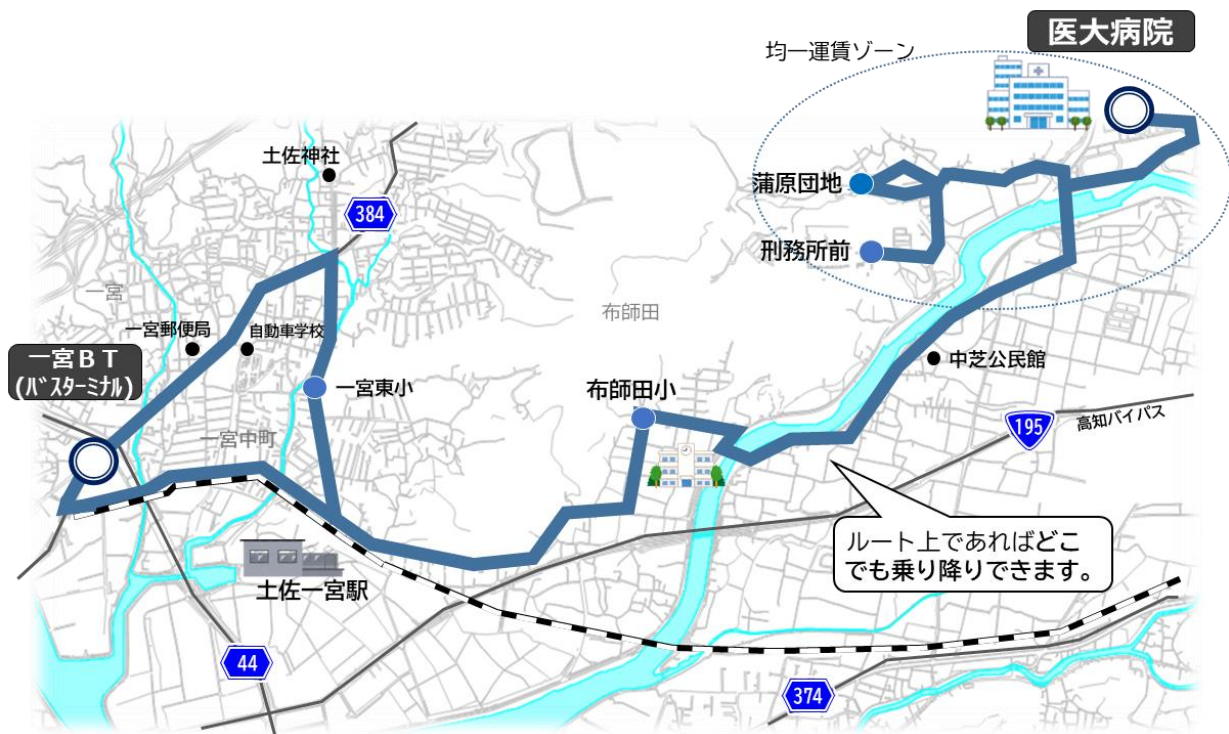 医大病院
均一運賃ゾーン
土佐神社
384
蒲原団地
刑務所前
一宮
布師田
一宮郵便局
自動車学校
一宮BT
(ﾊﾞｽﾀｰﾐﾅﾙ)
中芝公民館
一宮東小
布師田小
195
高知バイパス
一宮中町
ルート上であればどこ
でも乗り降りできます。
土佐一宮駅
44
374